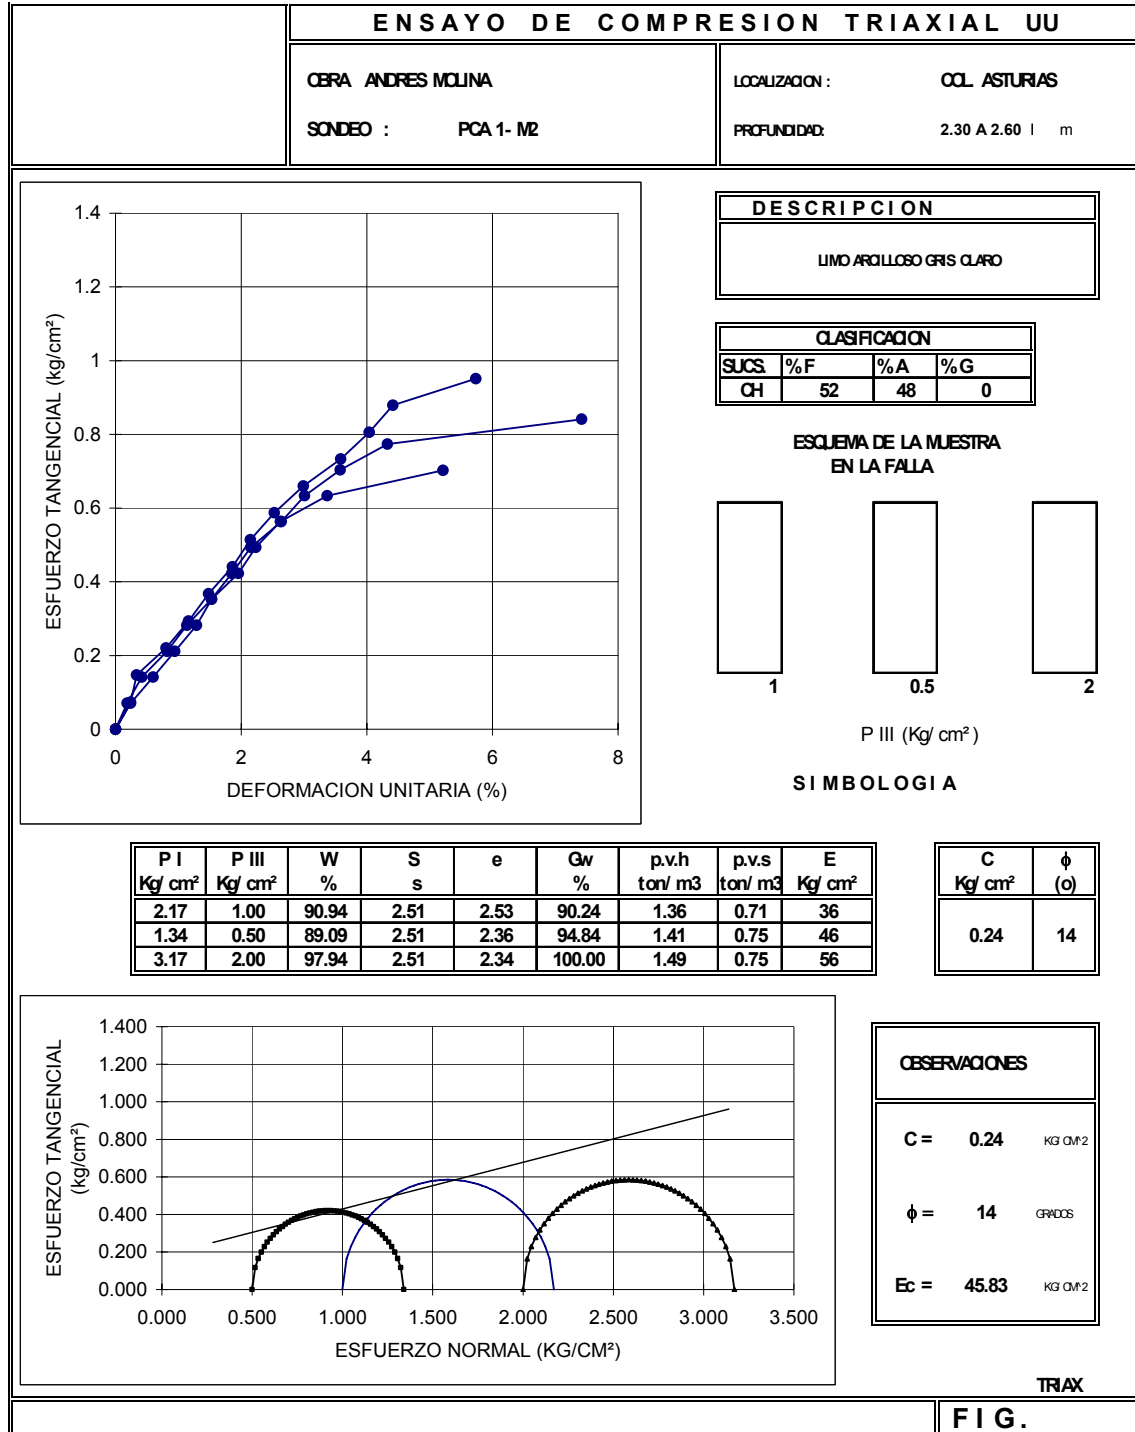 ENSAYO DE COMPRESION TRIAXIAL UU
OBRA ANDRES MOLINA
LOCALIZACION : COL. ASTURIAS
SONDEO : PCA 1- M2
PROFUNDIDAD: 2.30 A 2.60 l m
ESFUERZO TANGENCIAL (kg/cm²)
1.4
1.2
1
0.8
0.6
0.4
0.2
0
0 2 4 6 8
DEFORMACION UNITARIA (%)
DESCRIPCION
LIMO ARCILLOSO GRIS CLARO
CLASIFICACION
SUCS. %F %A %G
CH 52 48 0
ESQUEMA DE LA MUESTRA
EN LA FALLA
1 0.5 2
P III (Kg/cm²)
SIMBOLOGIA
P I P III W S e Gw p.v.h p.v.s E
Kg/cm² Kg/cm² % s % ton/m3 ton/m3 Kg/cm²
2.17 1.00 90.94 2.51 2.53 90.24 1.36 0.71 36
1.34 0.50 89.09 2.51 2.36 94.84 1.41 0.75 46
3.17 2.00 97.94 2.51 2.34 100.00 1.49 0.75 56
C ϕ
Kg/cm² (o)
0.24 14
ESFUERZO TANGENCIAL
(kg/cm²)
1.400
1.200
1.000
0.800
0.600
0.400
0.200
0.000
0.000 0.500 1.000 1.500 2.000 2.500 3.000 3.500
ESFUERZO NORMAL (KG/CM²)
OBSERVACIONES
C = 0.24 KG/CM^2
ϕ = 14 GRADOS
Ec = 45.83 KG/CM^2
TRIAX
FIG.